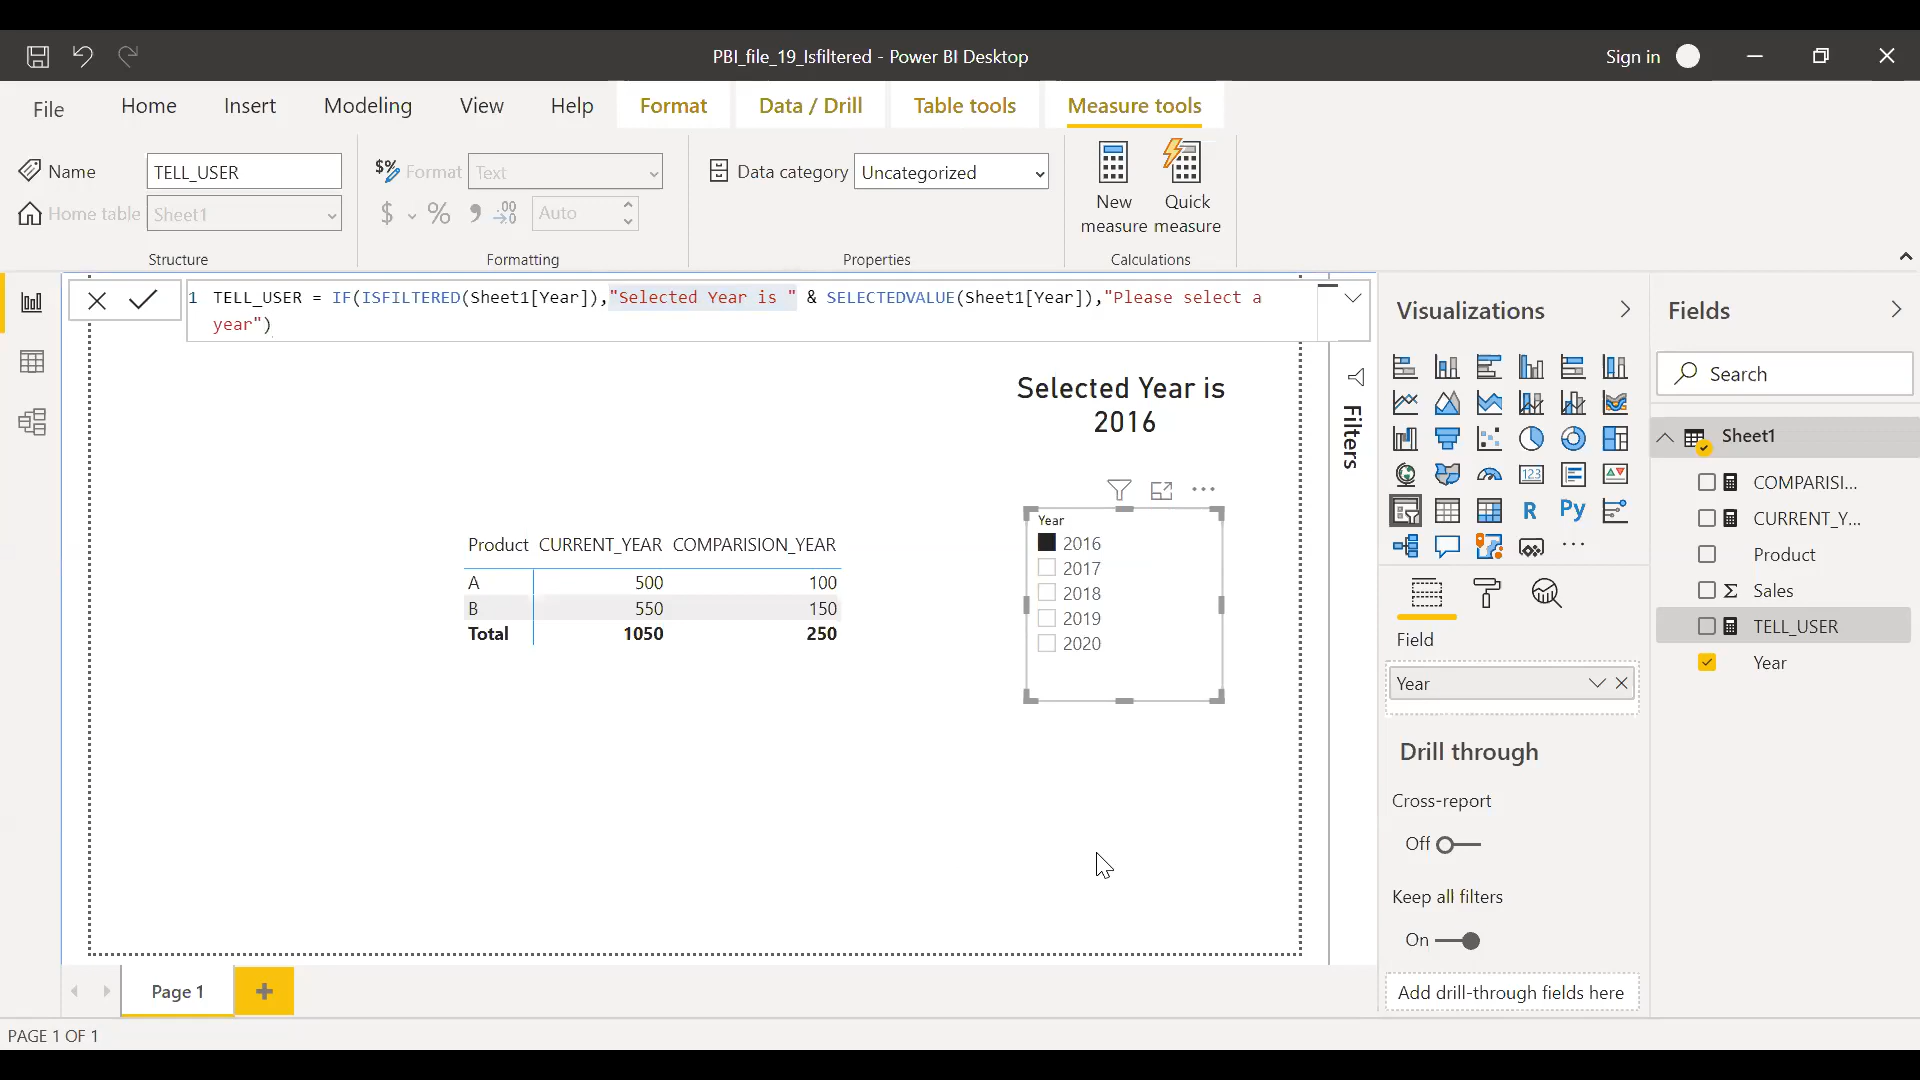 PBI_file_19_Isfiltered - Power BI Desktop
Sign in
File
Home
Insert
Modeling
View
Help
Format
Data / Drill
Table tools
Measure tools
Name
TELL_USER
Home table
Sheet1
Structure
$% Format
Text
$ % 9 .00
Auto
Formatting
Data category
Uncategorized
Properties
New
measure
Quick
measure
Calculations
1 TELL_USER = IF(ISFILTERED(Sheet1[Year]),"Selected Year is " & SELECTEDVALUE(Sheet1[Year]),"Please select a
year")
Selected Year is
2016
Product CURRENT_YEAR COMPARISION_YEAR
A 500 100
B 550 150
Total 1050 250
Year
2016
2017
2018
2019
2020
Filters
Visualizations
123
R
Py
Field
Year
Drill through
Cross-report
Off
Keep all filters
On
Add drill-through fields here
Fields
Search
Sheet1
COMPARISI...
CURRENT_Y...
Product
Σ Sales
TELL_USER
Year
Page 1
PAGE 1 OF 1